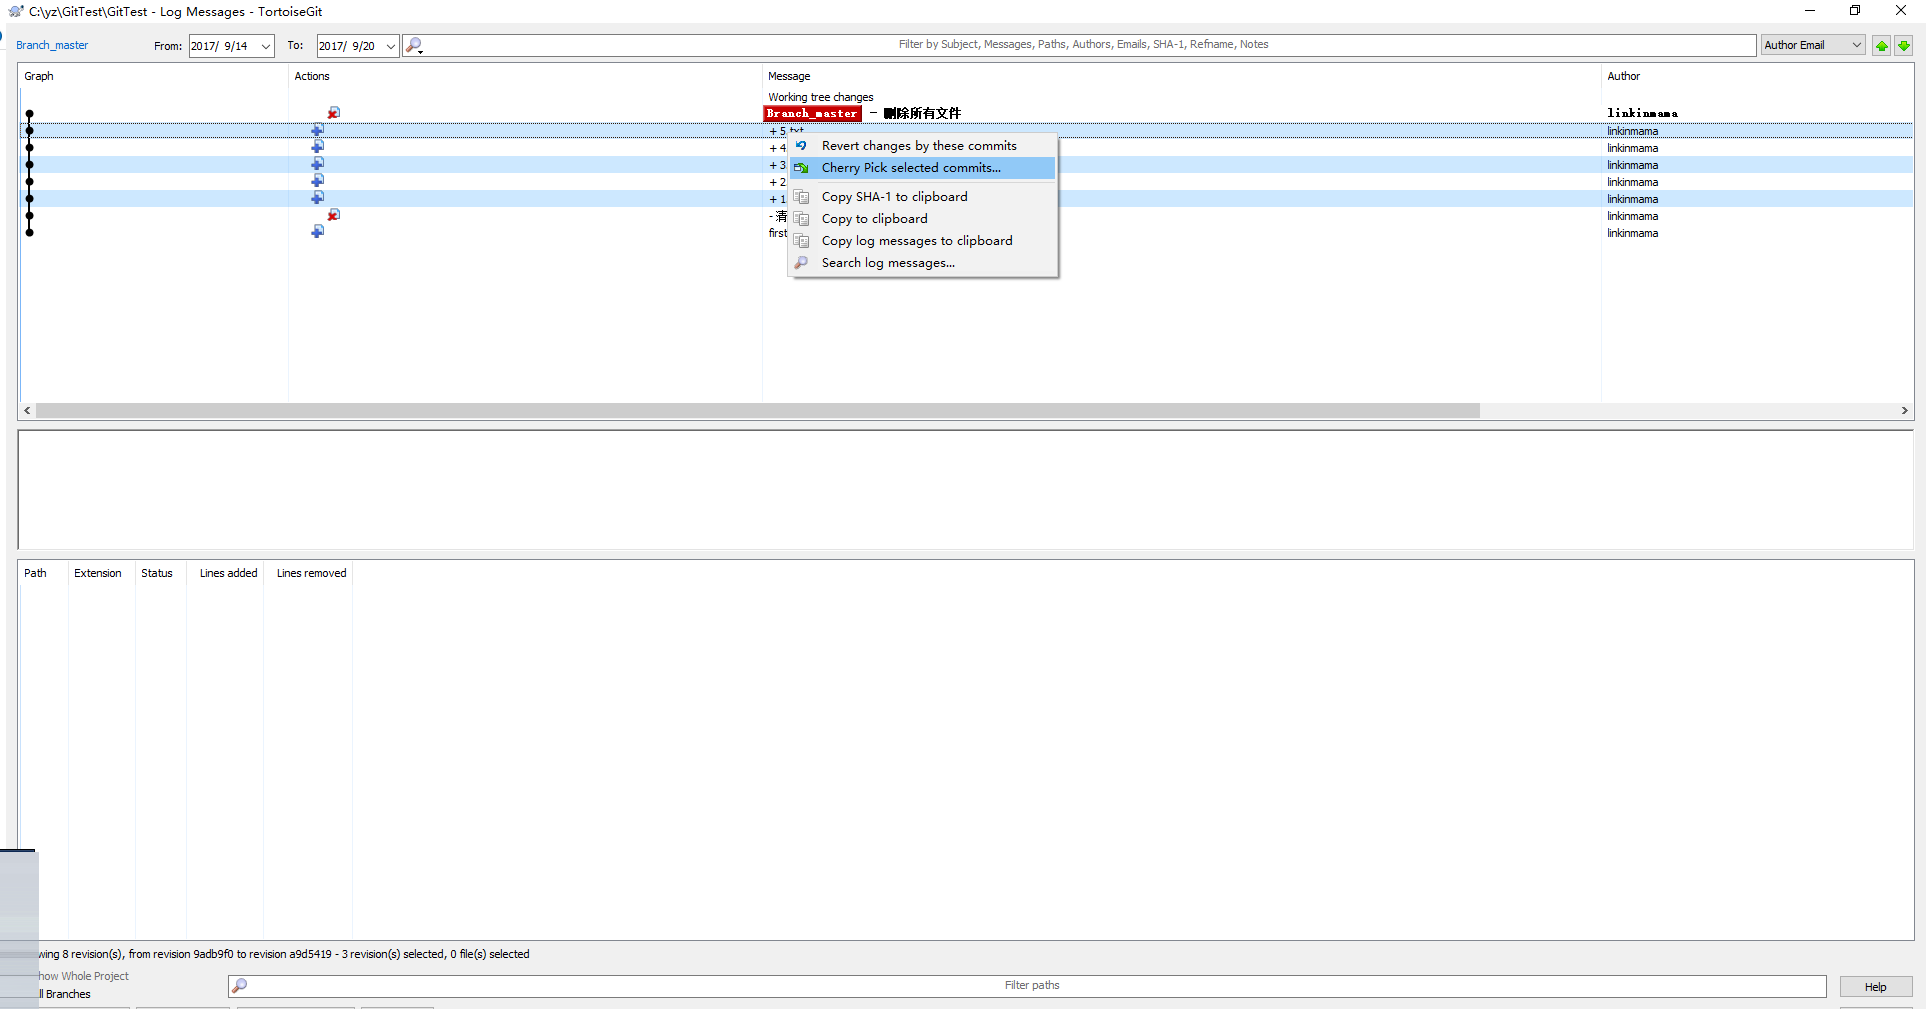 C:\yz\GitTest\GitTest - Log Messages - TortoiseGit
Branch_master From: 2017/ 9/14 To: 2017/ 9/20 Filter by Subject, Messages, Paths, Authors, Emails, SHA-1, Refname, Notes Author Email
Graph Actions Message Author
Working tree changes
Branch_master - 删除所有文件 linkinmama
+ 5.txt linkinmama
+ 4 linkinmama
+ 3 linkinmama
+ 2 linkinmama
+ 1 linkinmama
- 清 linkinmama
first linkinmama
Revert changes by these commits
Cherry Pick selected commits...
Copy SHA-1 to clipboard
Copy to clipboard
Copy log messages to clipboard
Search log messages...
Path Extension Status Lines added Lines removed
wing 8 revision(s), from revision 9adb9f0 to revision a9d5419 - 3 revision(s) selected, 0 file(s) selected
how Whole Project
ll Branches
Filter paths
Help